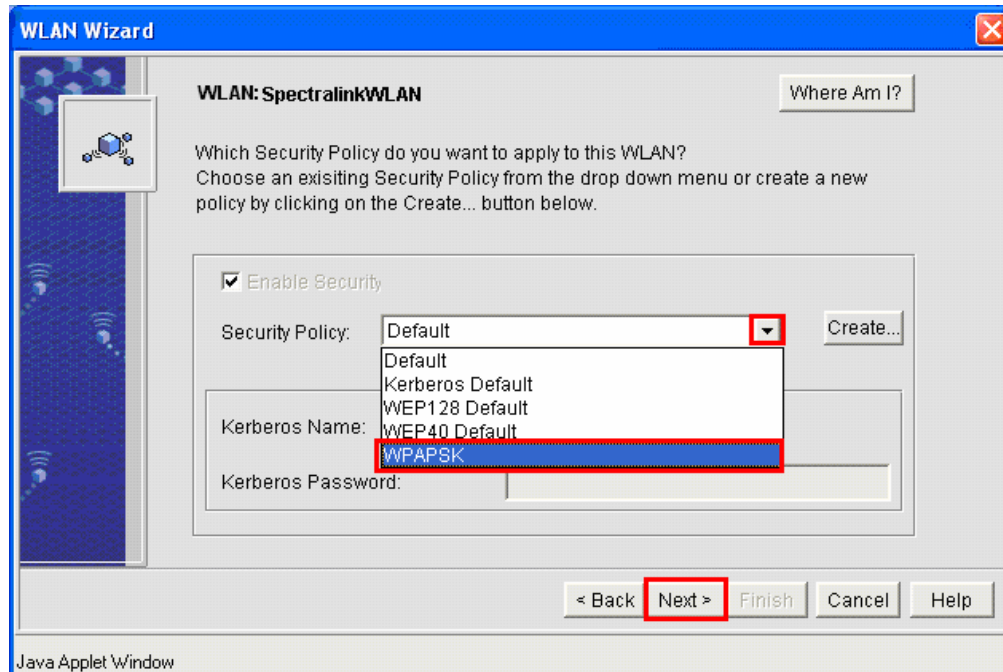 WLAN Wizard
WLAN: SpectralinkWLAN
Where Am I?
Which Security Policy do you want to apply to this WLAN?
Choose an exisiting Security Policy from the drop down menu or create a new
policy by clicking on the Create... button below.
Enable Security
Security Policy:
Default
Create...
Default
Kerberos Default
WEP128 Default
WEP40 Default
WPAPSK
Kerberos Name:
Kerberos Password:
< Back
Next >
Finish
Cancel
Help
Java Applet Window